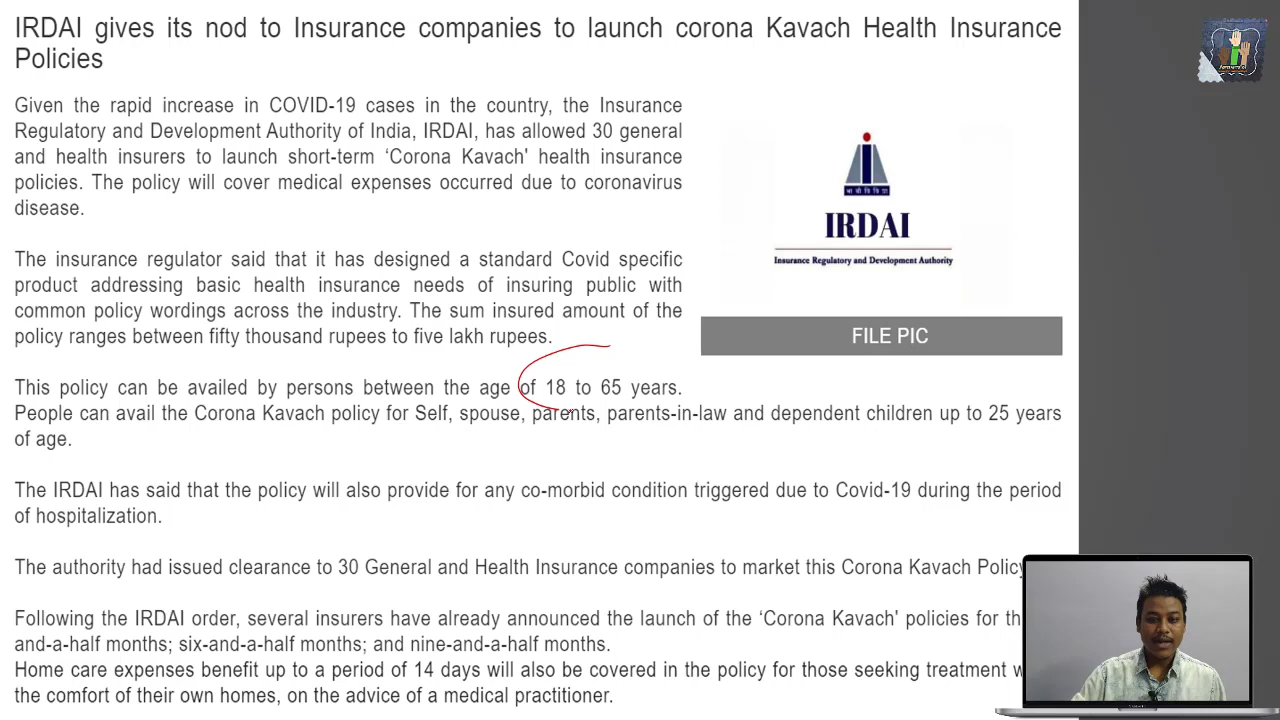 IRDAI gives its nod to Insurance companies to launch corona Kavach Health Insurance
Policies
Given the rapid increase in COVID-19 cases in the country, the Insurance
Regulatory and Development Authority of India, IRDAI, has allowed 30 general
and health insurers to launch short-term ‘Corona Kavach' health insurance
policies. The policy will cover medical expenses occurred due to coronavirus
disease.
The insurance regulator said that it has designed a standard Covid specific
product addressing basic health insurance needs of insuring public with
common policy wordings across the industry. The sum insured amount of the
policy ranges between fifty thousand rupees to five lakh rupees.
IRDAI
Insurance Regulatory and Development Authority
FILE PIC
This policy can be availed by persons between the age of 18 to 65 years.
People can avail the Corona Kavach policy for Self, spouse, parents, parents-in-law and dependent children up to 25 years
of age.
The IRDAI has said that the policy will also provide for any co-morbid condition triggered due to Covid-19 during the period
of hospitalization.
The authority had issued clearance to 30 General and Health Insurance companies to market this Corona Kavach Policy
Following the IRDAI order, several insurers have already announced the launch of the ‘Corona Kavach' policies for
and-a-half months; six-and-a-half months; and nine-and-a-half months.
Home care expenses benefit up to a period of 14 days will also be covered in the policy for those seeking treatment
the comfort of their own homes, on the advice of a medical practitioner.